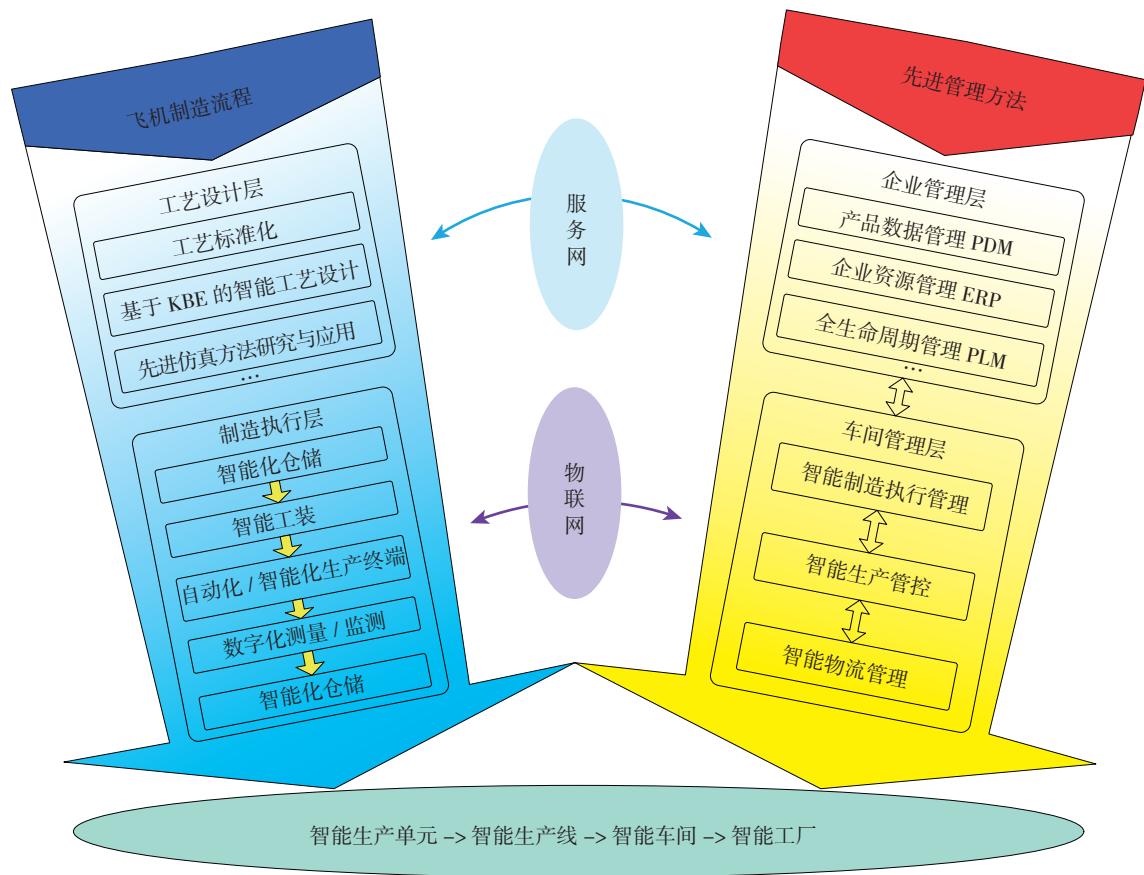 飞机制造流程
工艺设计层
工艺标准化
基于 KBE 的智能工艺设计
先进仿真方法研究与应用
…
制造执行层
智能化仓储
智能工装
自动化 / 智能化生产终端
数字化测量 / 监测
智能化仓储
服
务
网
物
联
网
先进管理方法
企业管理层
产品数据管理 PDM
企业资源管理 ERP
全生命周期管理 PLM
…
车间管理层
智能制造执行管理
智能生产管控
智能物流管理
智能生产单元 –> 智能生产线 –> 智能车间 –> 智能工厂